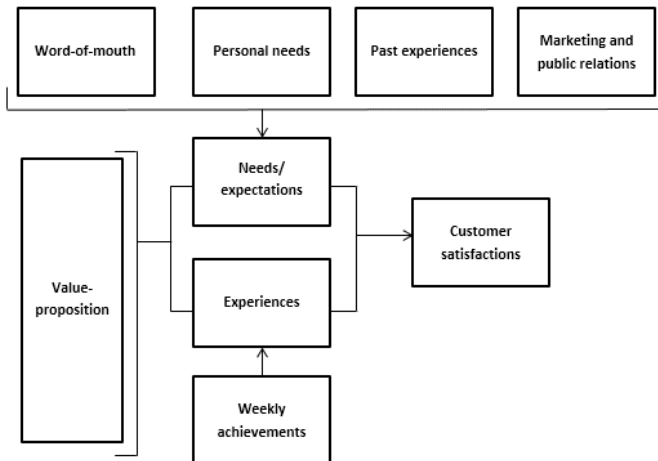 Word-of-mouth
Personal needs
Past experiences
Marketing and
public relations
Needs/
expectations
Customer
satisfactions
Value-
proposition
Experiences
Weekly
achievements